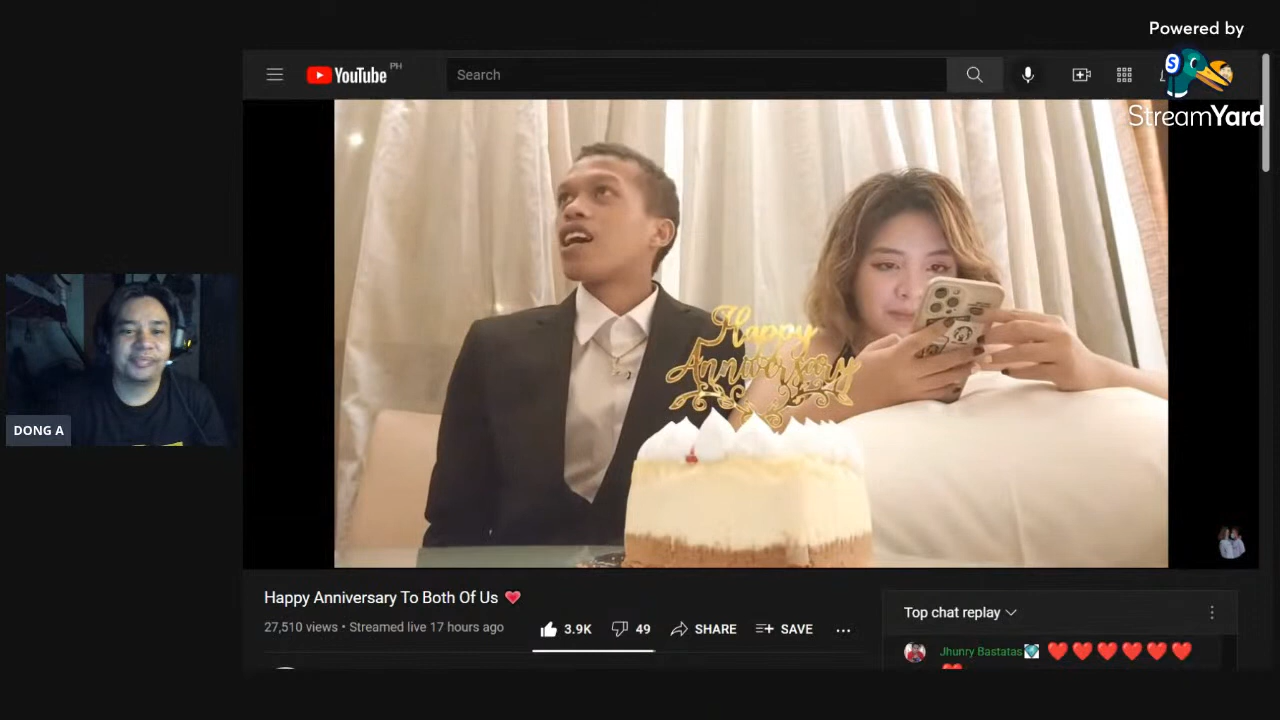 Powered by
StreamYard
YouTube PH
Search
Happy
Anniversary
DONG A
Happy Anniversary To Both Of Us ❤️
27,510 views • Streamed live 17 hours ago
3.9K
49
SHARE
SAVE
Top chat replay
Jhunry Bastatas